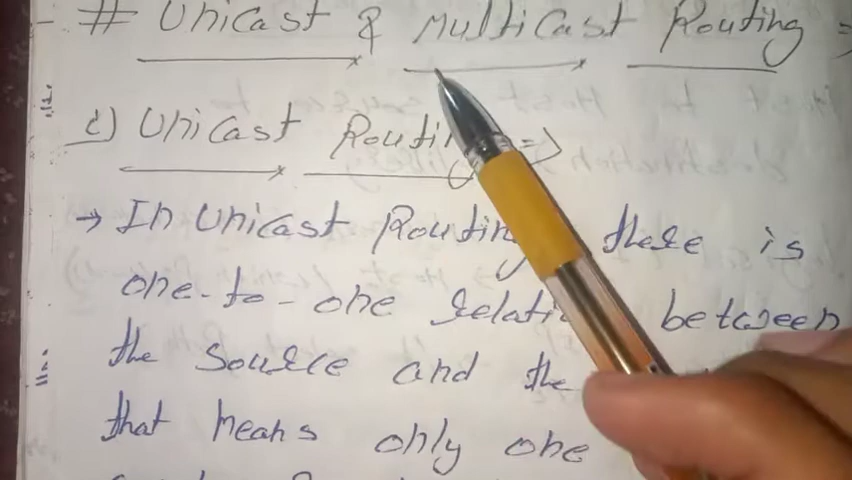 # Unicast & Multicast Routing =>
i) Unicast Routing =>
→ In Unicast Routing there is
one-to-one relation between
the source and the
that means only one